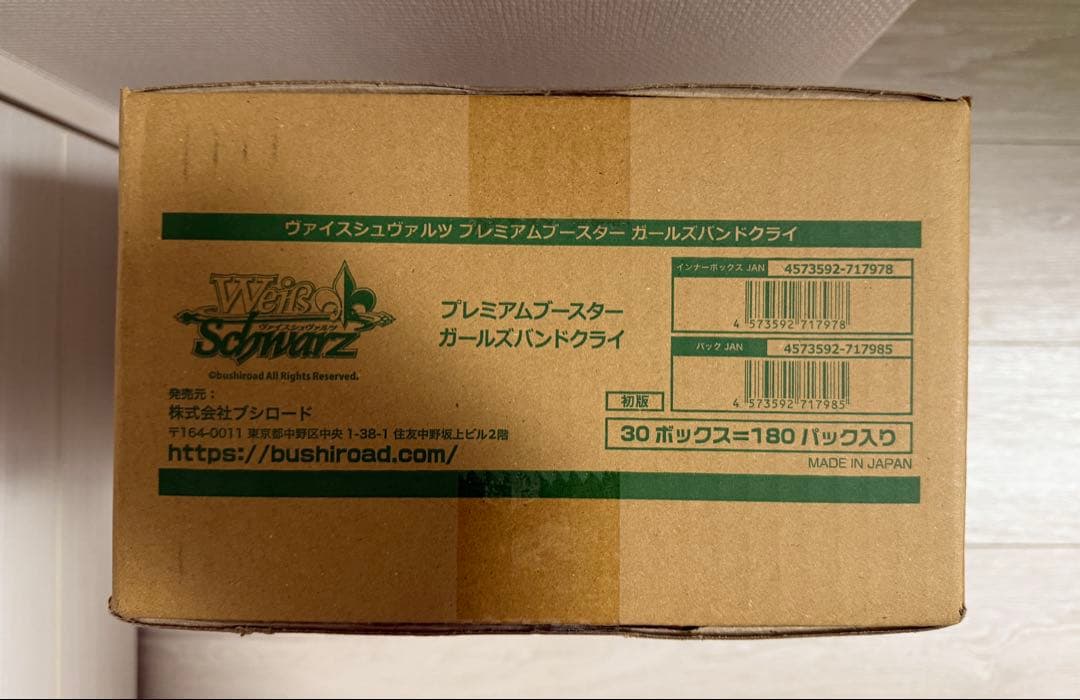 ヴァイスシュヴァルツ プレミアムブースター ガールズバンドクライ
Weiß
ヴァイスシュヴァルツ
Schwarz
©bushiroad All Rights Reserved.
プレミアムブースター
ガールズバンドクライ
発売元：
株式会社ブシロード
〒164-0011 東京都中野区中央 1-38-1 住友中野坂上ビル2階
https://bushiroad.com/
インナーボックス JAN 4573592-717978
4 573592 717978
パック JAN 4573592-717985
4 573592 717985
初版
30 ボックス=180 パック入り
MADE IN JAPAN